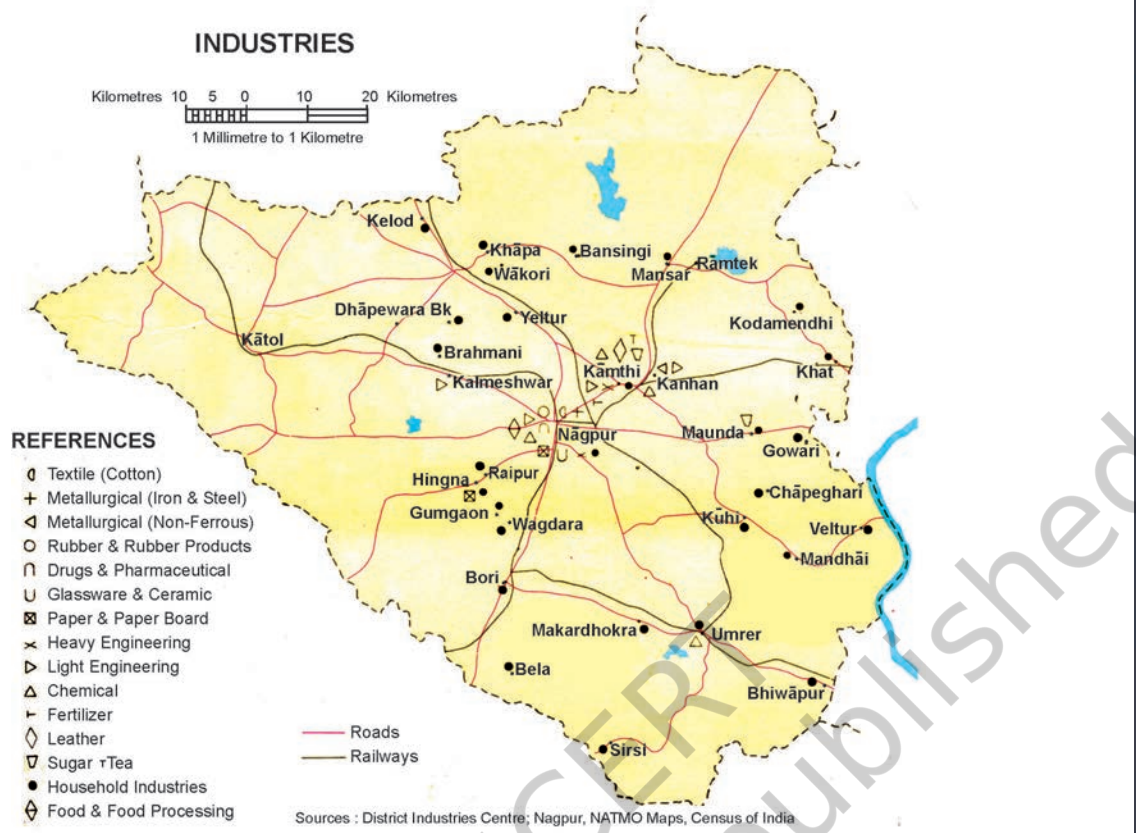 INDUSTRIES
Kilometres 10 5 0 10 20 Kilometres
1 Millimetre to 1 Kilometre
Kelod
Khāpa
Bansingi
Wākori
Mansar
Rāmtek
Dhāpewara Bk
Yeltur
Kodamendhi
Kātol
Brahmani
Kāmthi
Khāt
Kalmeshwar
Kanhan
Nāgpur
Maunda
Gowari
Hingna
Raipur
Chāpeghari
Gumgaon
Wagdara
Kūhi
Veltur
Mandhāi
Bori
Makardhokra
Umrer
Bela
Bhiwāpur
Sirsi
REFERENCES
Textile (Cotton)
Metallurgical (Iron & Steel)
Metallurgical (Non-Ferrous)
Rubber & Rubber Products
Drugs & Pharmaceutical
Glassware & Ceramic
Paper & Paper Board
Heavy Engineering
Light Engineering
Chemical
Fertilizer
Leather
Sugar T Tea
Household Industries
Food & Food Processing
Roads
Railways
Sources : District Industries Centre; Nagpur, NATMO Maps, Census of India
CERT
published